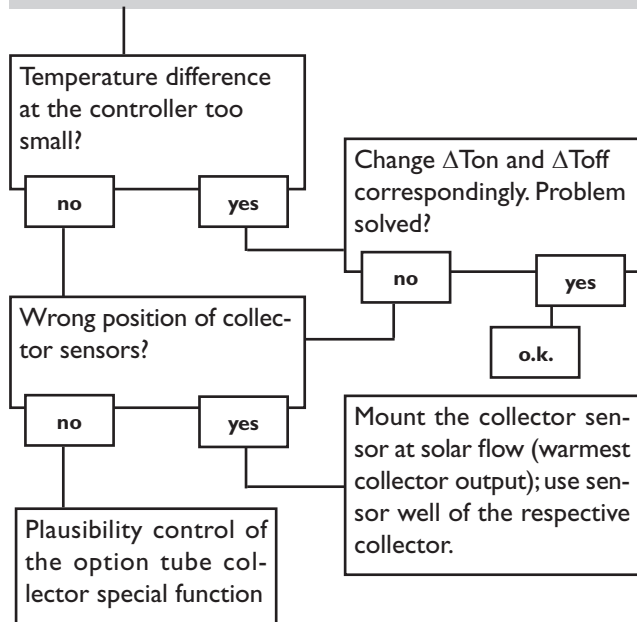 Temperature difference
at the controller too
small?
no
yes
Change ΔTon and ΔToff
correspondingly. Problem
solved?
no
yes
o.k.
Wrong position of collec-
tor sensors?
no
yes
Mount the collector sen-
sor at solar flow (warmest
collector output); use sen-
sor well of the respective
collector.
Plausibility control of
the option tube col-
lector special function